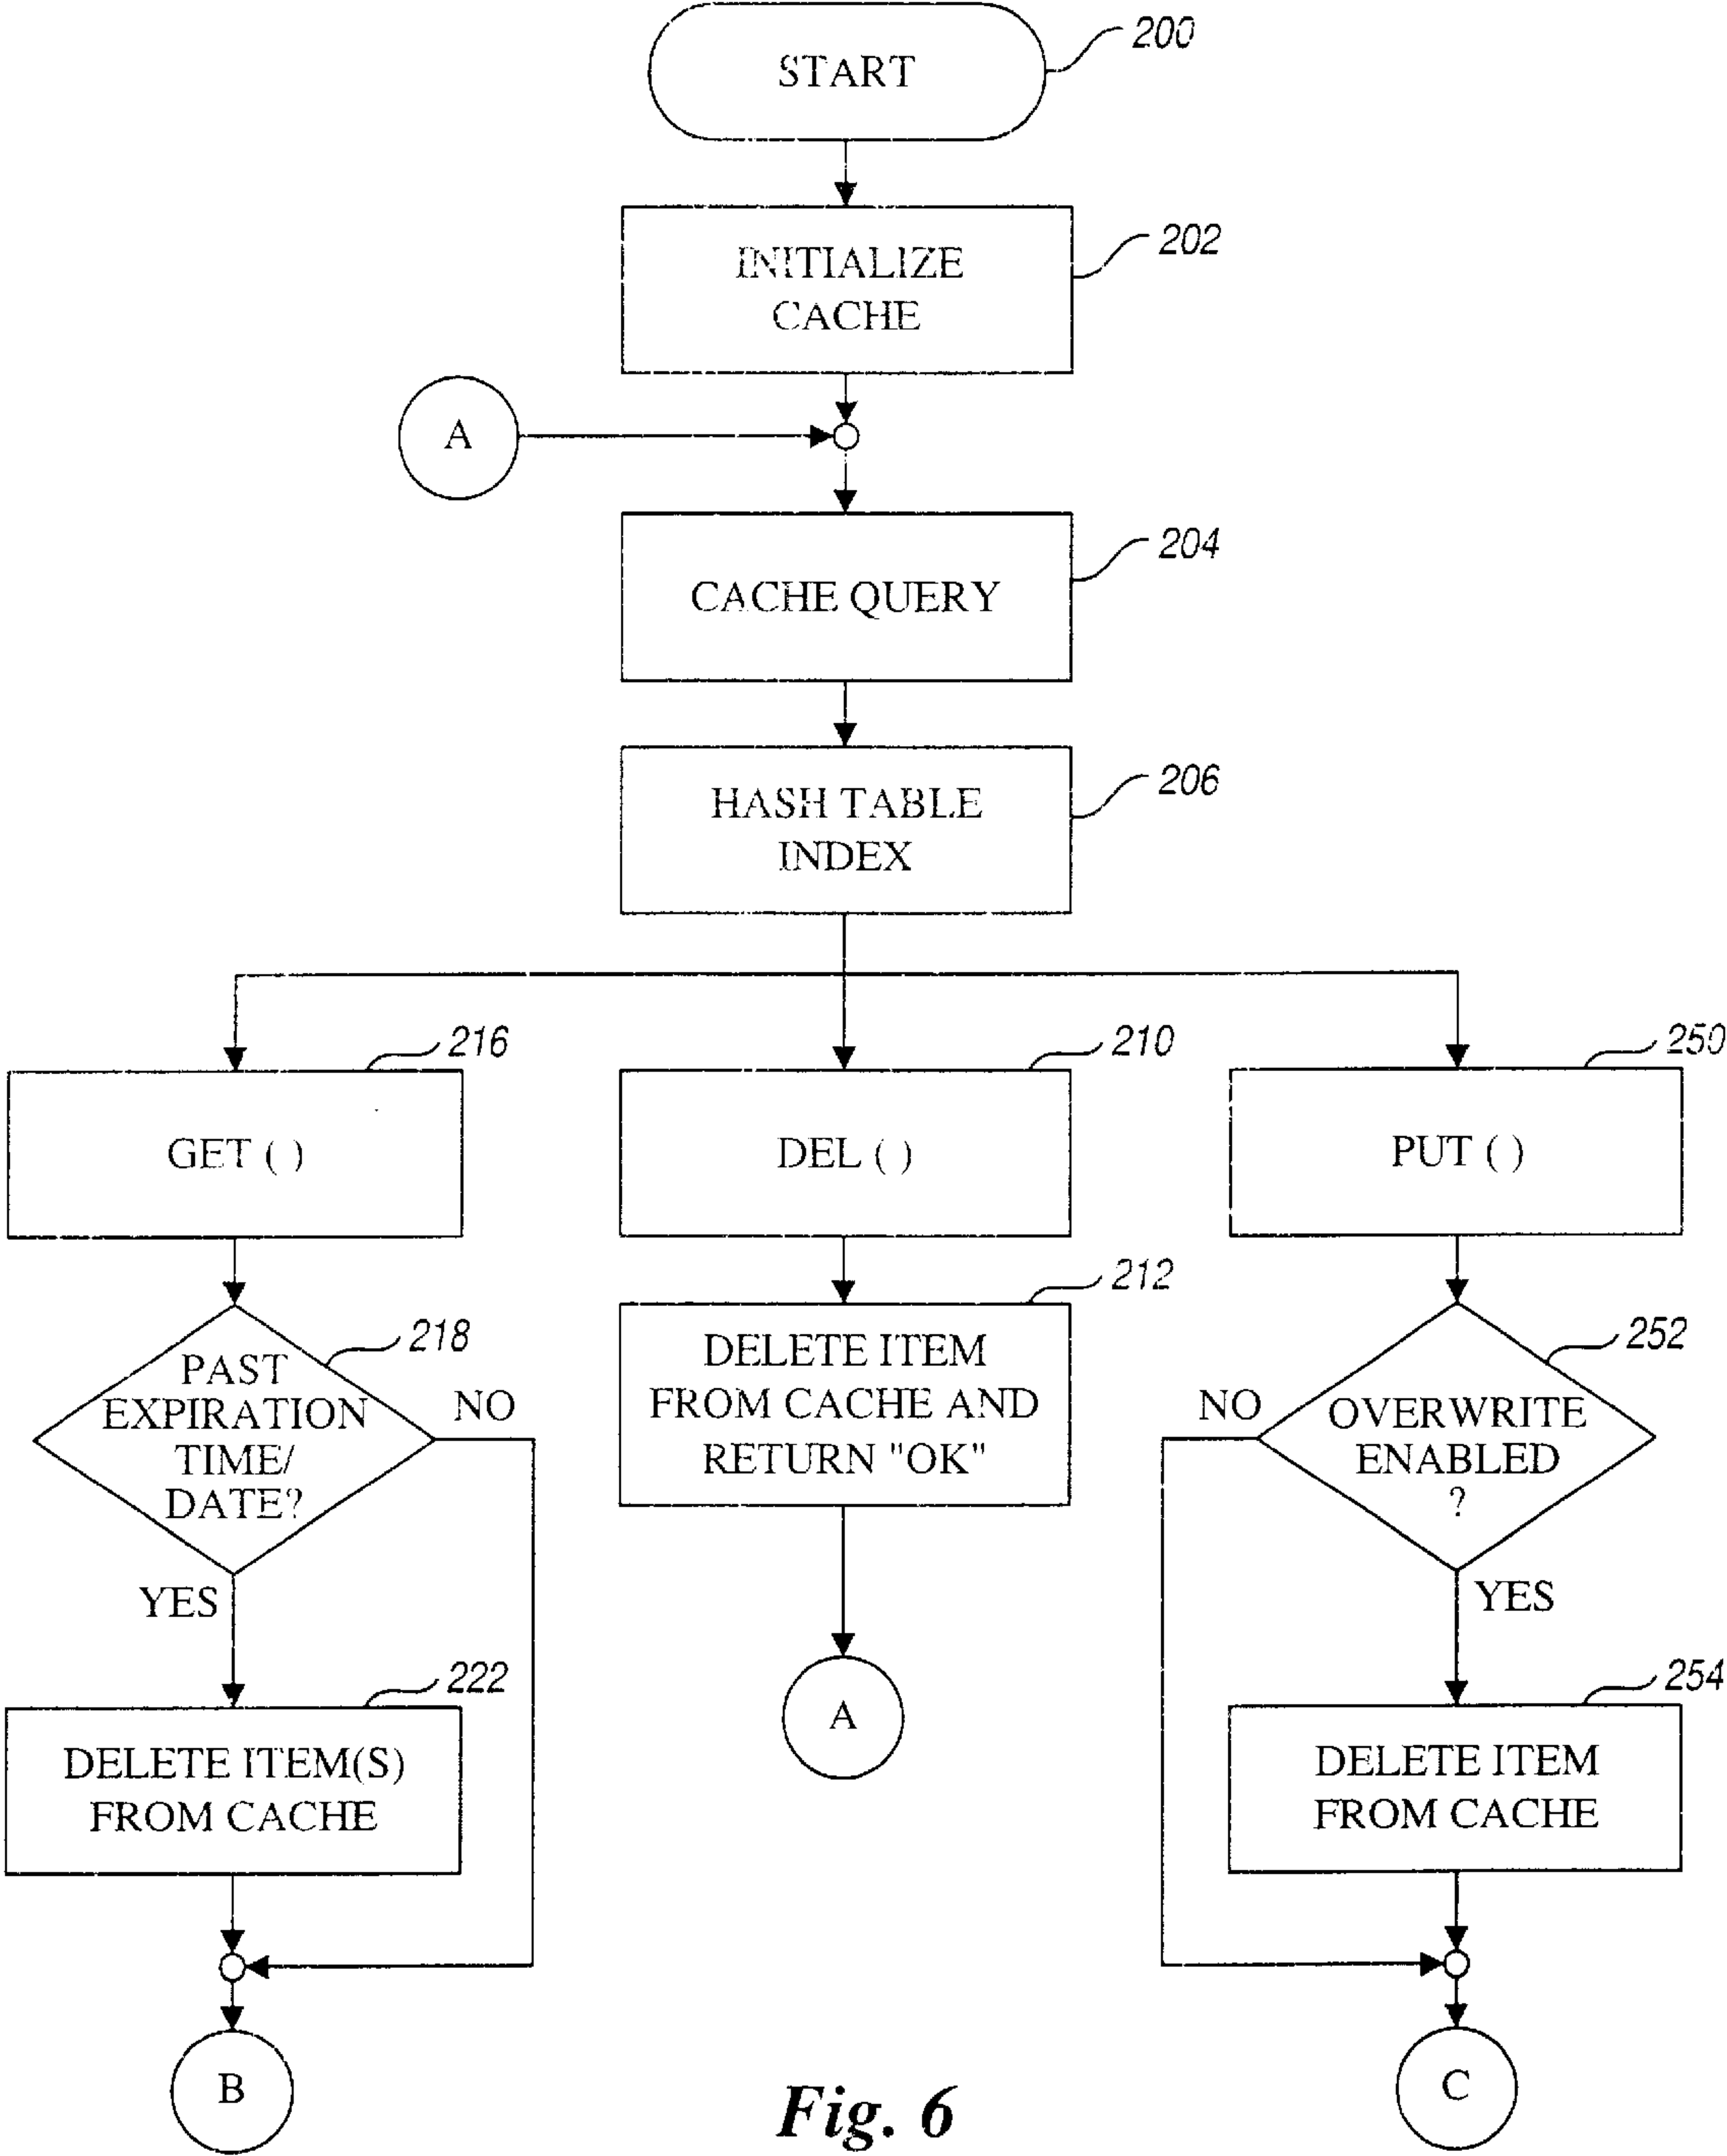 START
200
INITIALIZE
CACHE
202
A
CACHE QUERY
204
HASH TABLE
INDEX
206
GET ( )
216
DEL ( )
210
PUT ( )
250
PAST
EXPIRATION
TIME/
DATE?
218
NO
YES
DELETE ITEM
FROM CACHE AND
RETURN "OK"
212
OVERWRITE
ENABLED
?
252
NO
YES
DELETE ITEM(S)
FROM CACHE
222
A
DELETE ITEM
FROM CACHE
254
B
C
Fig. 6